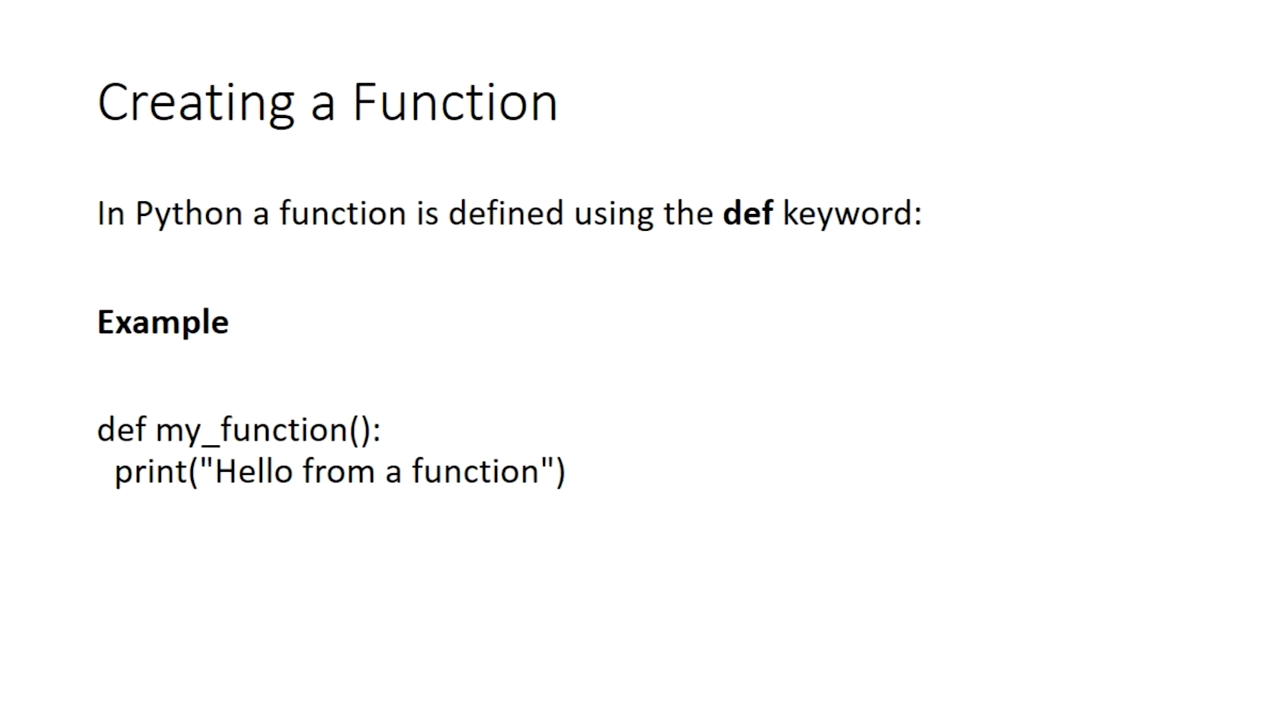 Creating a Function
In Python a function is defined using the def keyword:
Example
def my_function():
  print("Hello from a function")